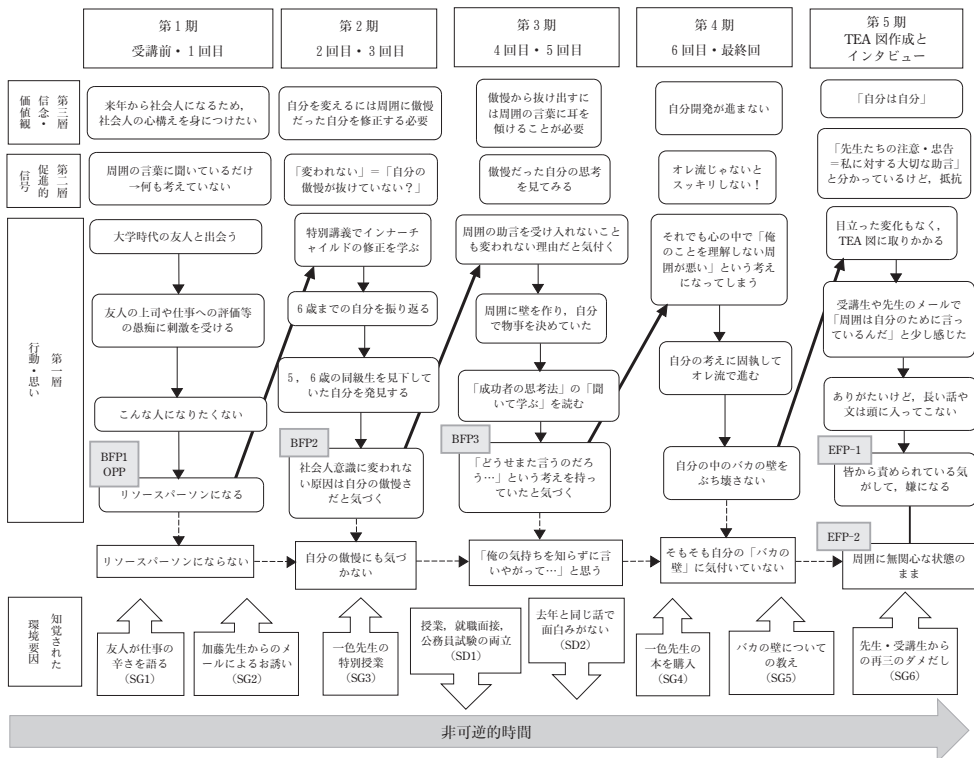 第1期
受講前・1回目
第2期
2回目・3回目
第3期
4回目・5回目
第4期
6回目・最終回
第5期
TEA 図作成と
インタビュー
第三層
信念・
価値観
来年から社会人になるため,
社会人の心構えを身につけたい
自分を変えるには周囲に傲慢
だった自分を修正する必要
傲慢から抜け出すに
は周囲の言葉に耳を
傾けることが必要
自分開発が進まない
「自分は自分」
第二層
促進的
信号
周囲の言葉に聞いているだけ
→何も考えていない
「変われない」=「自分の
傲慢が抜けていない?」
傲慢だった自分の思考
を見てみる
オレ流じゃないと
スッキリしない!
「先生たちの注意・忠告
=私に対する大切な助言」
と分かっているけど, 抵抗
第一層
行動・思い
大学時代の友人と出会う
友人の上司や仕事への評価等
の愚痴に刺激を受ける
こんな人になりたくない
BFP1
OPP
リソースパーソンになる
リソースパーソンにならない
特別講義でインナーチ
ャイルドの修正を学ぶ
6歳までの自分を振り返る
5, 6歳の同級生を見下して
いた自分を発見する
BFP2
社会人意識に変われな
い原因は自分の傲慢さ
だと気づく
自分の傲慢にも気づ
かない
周囲の助言を受け入れないこと
も変われない理由だと気付く
周囲に壁を作り, 自分
で物事を決めていた
「成功者の思考法」の「聞
いて学ぶ」を読む
BFP3
「どうせまた言うのだろ
う…」という考えを持っ
ていたと気づく
「俺の気持ちを知らずに言
いやがって…」と思う
それでも心の中で「俺
のことを理解しない周
囲が悪い」という考え
になってしまう
自分の考えに固執して
オレ流で進む
自分の中のバカの壁を
ぶち壊さない
そもそも自分の「バカの
壁」に気付いていない
目立った変化もなく,
TEA 図に取りかかる
受講生や先生のメールで
「周囲は自分のために言っ
ているんだ」と少し感じた
ありがたいけど, 長い話や
文は頭に入ってこない
EFP-1
皆から責められている気
がして, 嫌になる
EFP-2
周囲に無関心な状態の
まま
知覚された
環境要因
友人が仕事の
辛さを語る
(SG1)
加藤先生からのメ
ールによるお誘い
(SG2)
一色先生の
特別授業
(SG3)
授業, 就職面接,
公務員試験の両立
(SD1)
去年と同じ話で
面白みがない
(SD2)
一色先生の
本を購入
(SG4)
バカの壁につい
ての教え
(SG5)
先生・受講生か
らの再三のダメだし
(SG6)
非可逆的時間